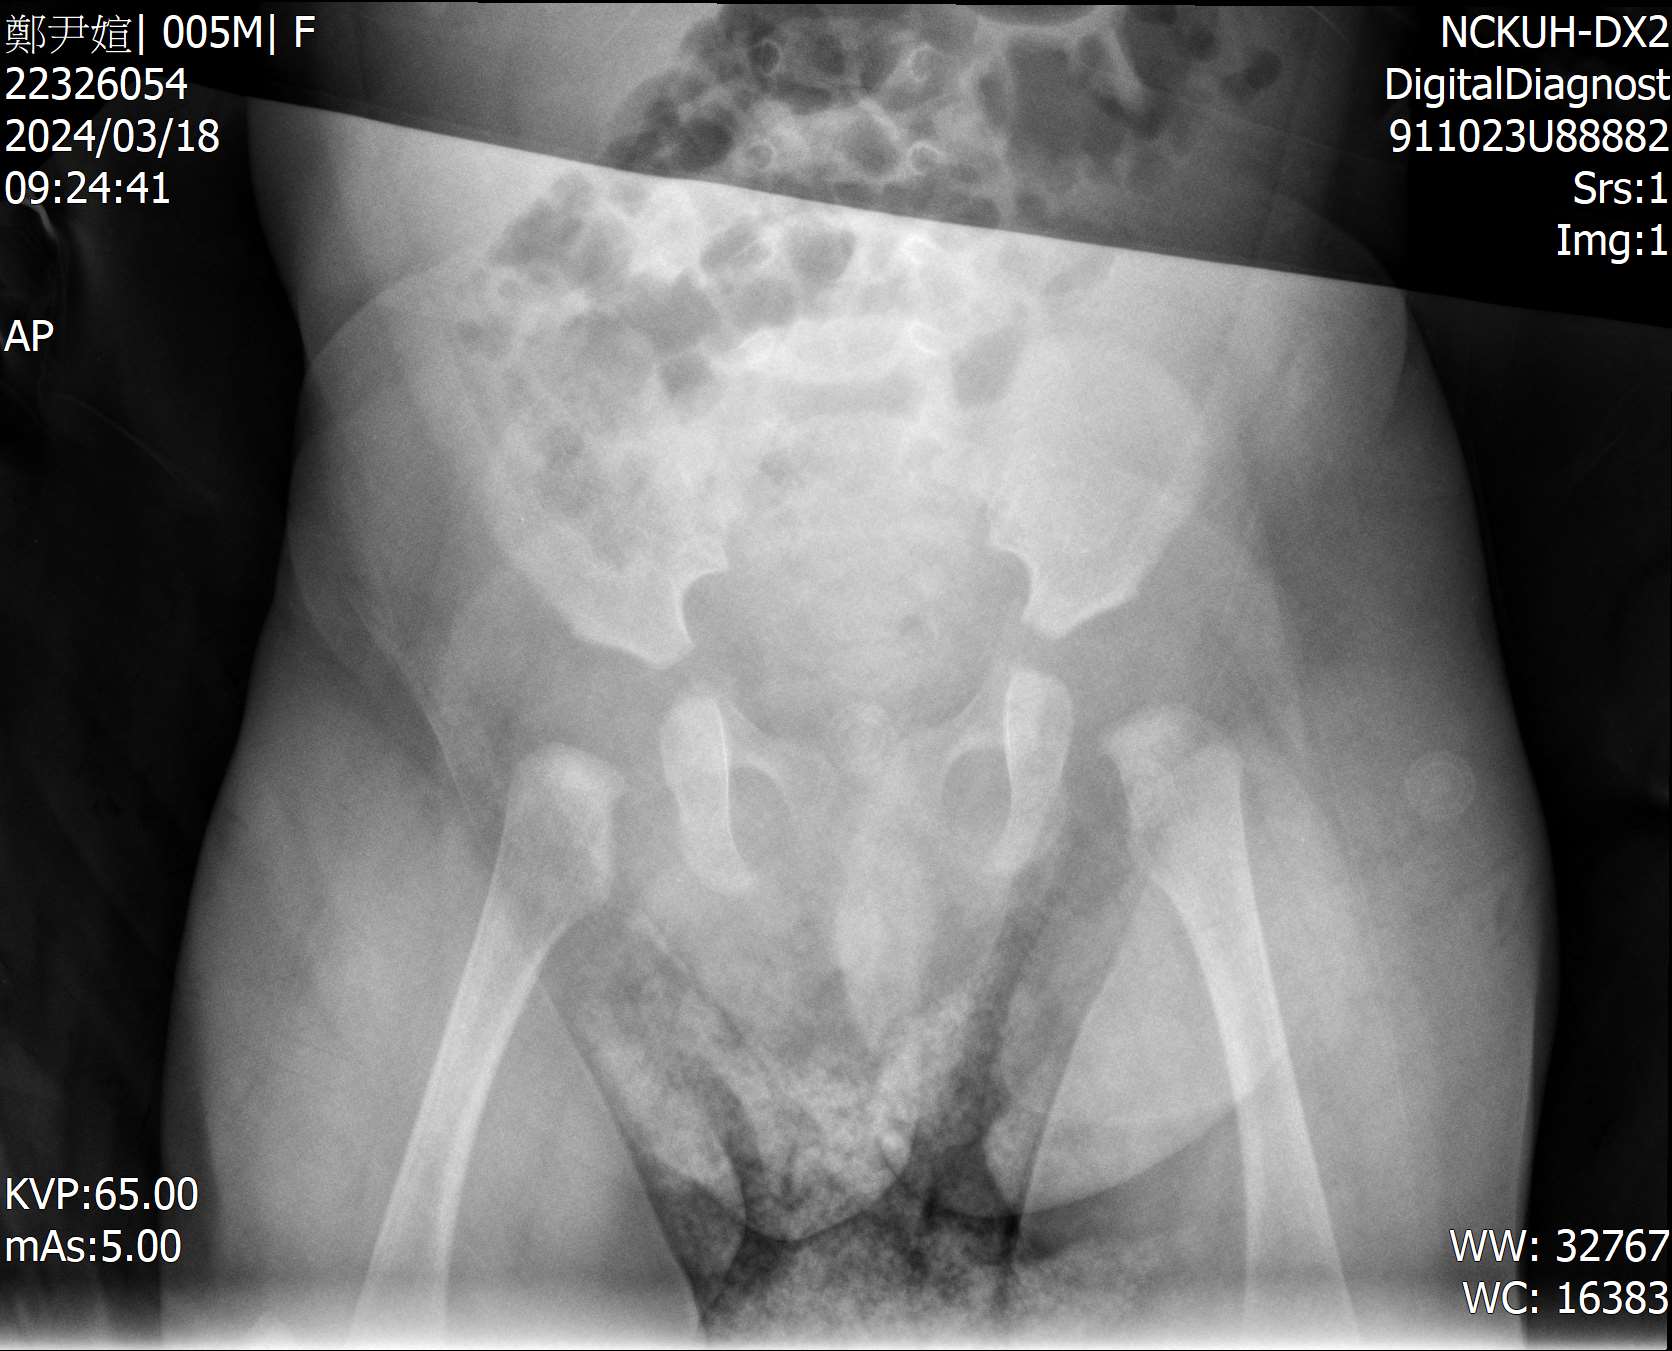 鄭尹媗| 005M| F
22326054
2024/03/18
09:24:41
AP
NCKUH-DX2
DigitalDiagnost
911023U88882
Srs:1
Img:1
KVP:65.00
mAs:5.00
WW: 32767
WC: 16383